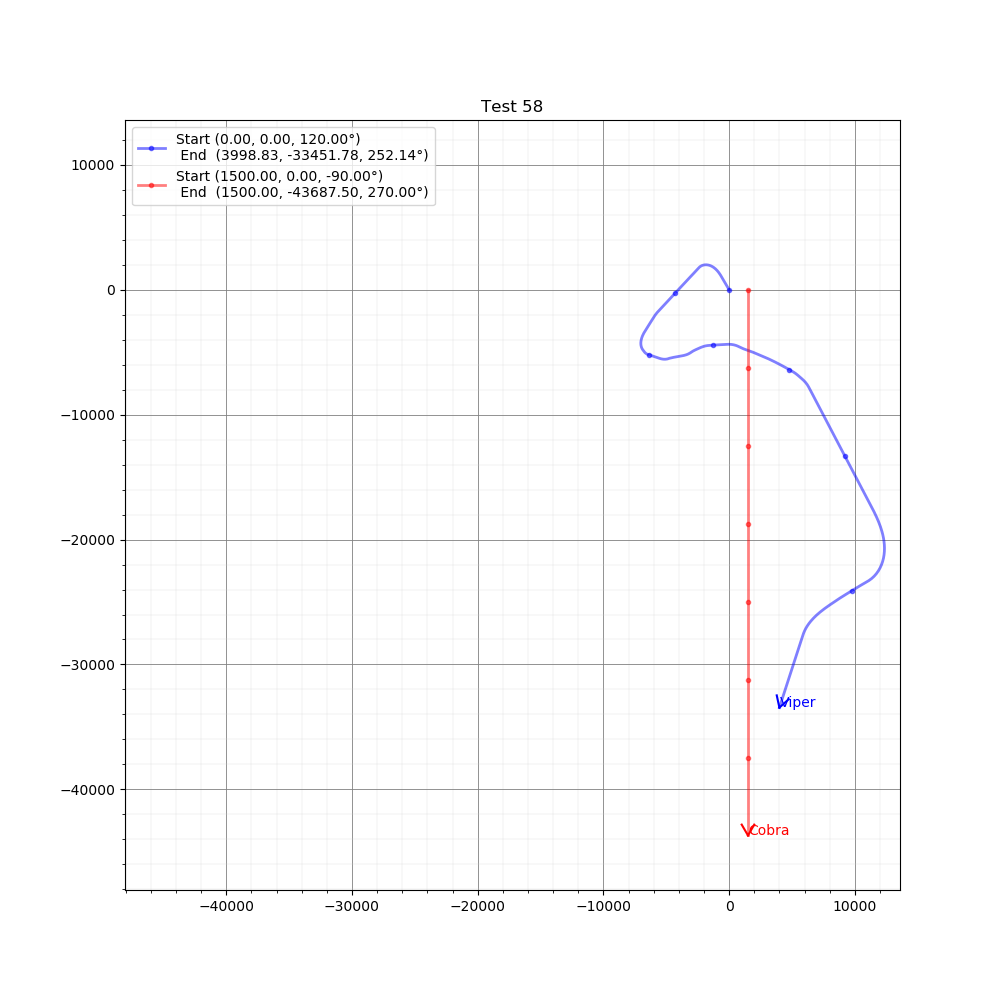 Test 58
Start (0.00, 0.00, 120.00°)
End  (3998.83, -33451.78, 252.14°)
Start (1500.00, 0.00, -90.00°)
End  (1500.00, -43687.50, 270.00°)
10000
0
−10000
−20000
−30000
−40000
Viper
Cobra
−40000
−30000
−20000
−10000
0
10000